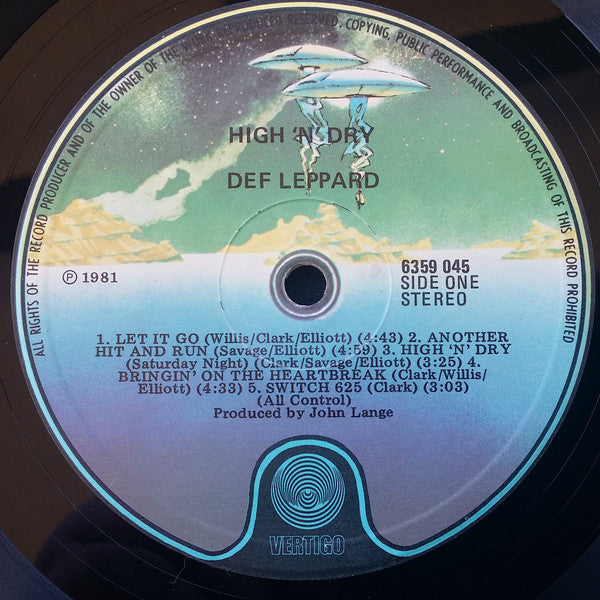 ALL RIGHTS OF THE RECORD PRODUCER AND OF THE OWNER OF THE WORK REPRODUCED RESERVED. COPYING, PUBLIC PERFORMANCE AND BROADCASTING OF THIS RECORD PROHIBITED
HIGH 'N' DRY
DEF LEPPARD
Ⓟ 1981
6359 045
SIDE ONE
STEREO
1. LET IT GO (Willis/Clark/Elliott) (4:43) 2. ANOTHER
HIT AND RUN (Savage/Elliott) (4:59) 3. HIGH 'N' DRY
(Saturday Night) (Clark/Savage/Elliott) (3:25) 4.
BRINGIN' ON THE HEARTBREAK (Clark/Willis/
Elliott) (4:33) 5. SWITCH 625 (Clark) (3:03)
(All Control)
Produced by John Lange
VERTIGO